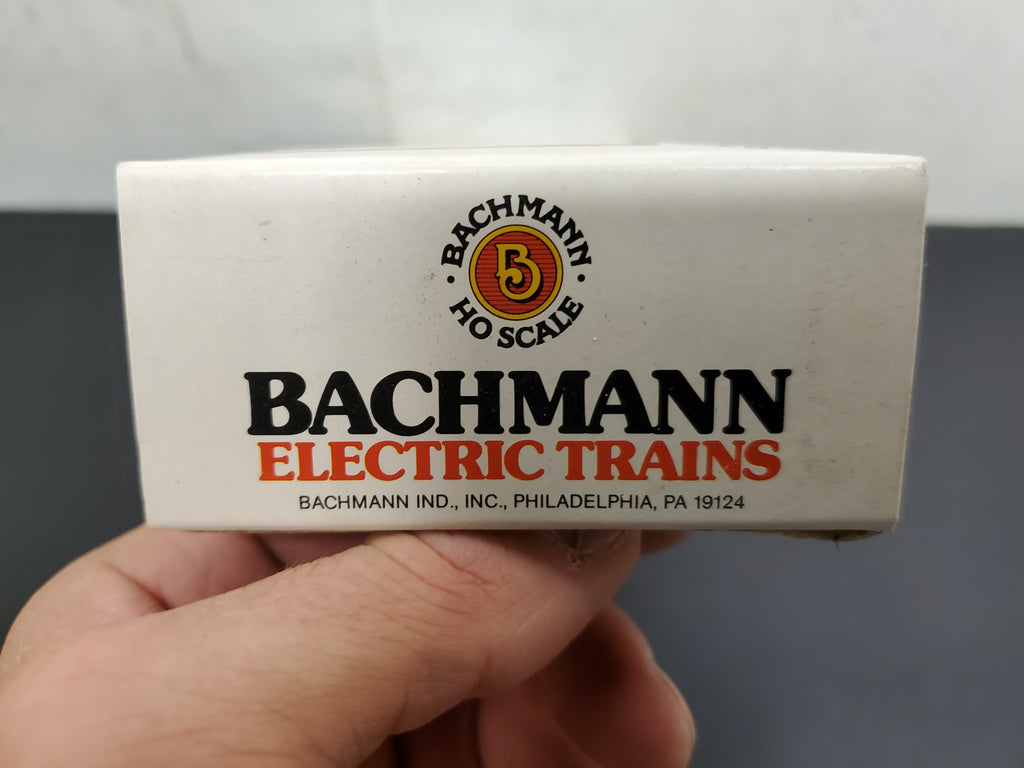 BACHMANN
B
HO SCALE
BACHMANN
ELECTRIC TRAINS
BACHMANN IND., INC., PHILADELPHIA, PA 19124